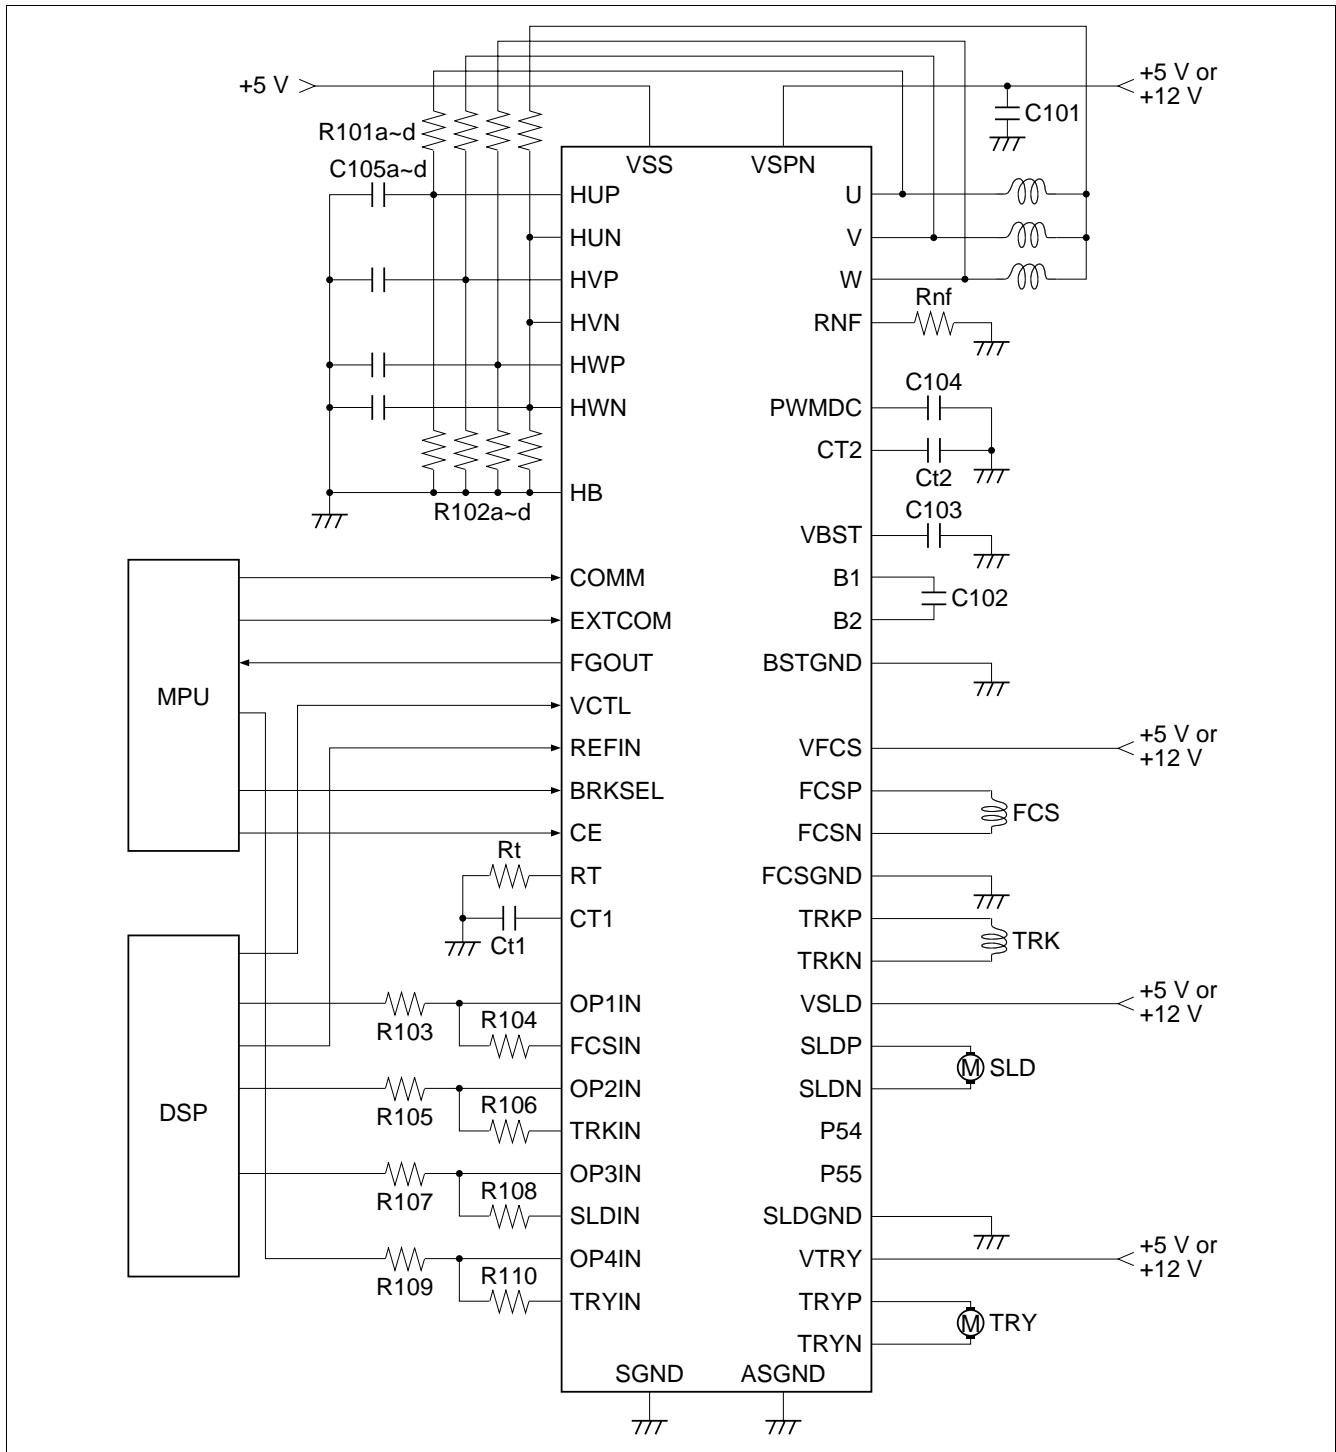 +5 V
+5 V or
+12 V
C101
R101a~d
C105a~d
VSS
VSPN
HUP
U
HUN
V
HVP
W
Rnf
HVN
RNF
HWP
C104
HWN
PWMDC
CT2
Ct2
HB
R102a~d
C103
VBST
COMM
B1
C102
EXTCOM
B2
FGOUT
BSTGND
MPU
VCTL
REFIN
VFCS
+5 V or
+12 V
BRKSEL
FCSP
FCS
CE
FCSN
Rt
RT
FCSGND
CT1
Ct1
TRKP
TRK
TRKN
OP1IN
VSLD
+5 V or
+12 V
R103
R104
FCSIN
SLDP
M
SLD
OP2IN
SLDN
DSP
R105
R106
TRKIN
P54
OP3IN
P55
R107
R108
SLDIN
SLDGND
OP4IN
VTRY
+5 V or
+12 V
R109
R110
TRYIN
TRYP
M
TRY
TRYN
SGND
ASGND